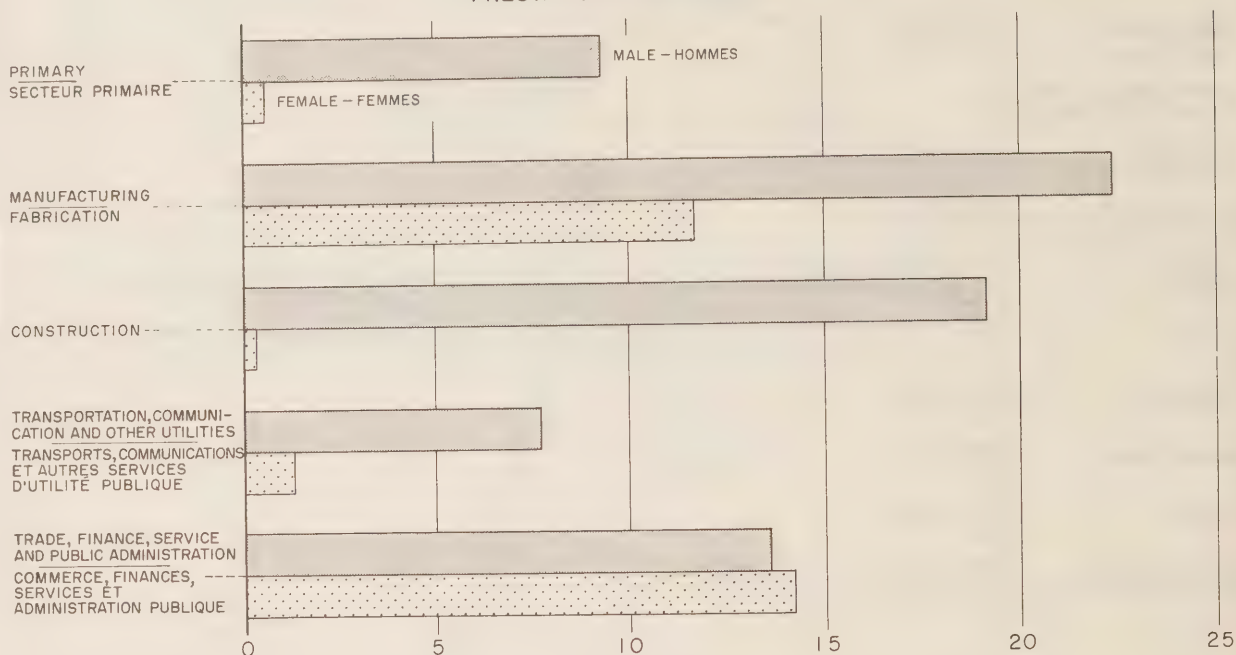 MALE – HOMMES
PRIMARY
SECTEUR PRIMAIRE
FEMALE – FEMMES
MANUFACTURING
FABRICATION
CONSTRUCTION
TRANSPORTATION, COMMUNI-
CATION AND OTHER UTILITIES
TRANSPORTS, COMMUNICATIONS
ET AUTRES SERVICES
D'UTILITÉ PUBLIQUE
TRADE, FINANCE, SERVICE
AND PUBLIC ADMINISTRATION
COMMERCE, FINANCES,
SERVICES ET
ADMINISTRATION PUBLIQUE
0 5 10 15 20 25